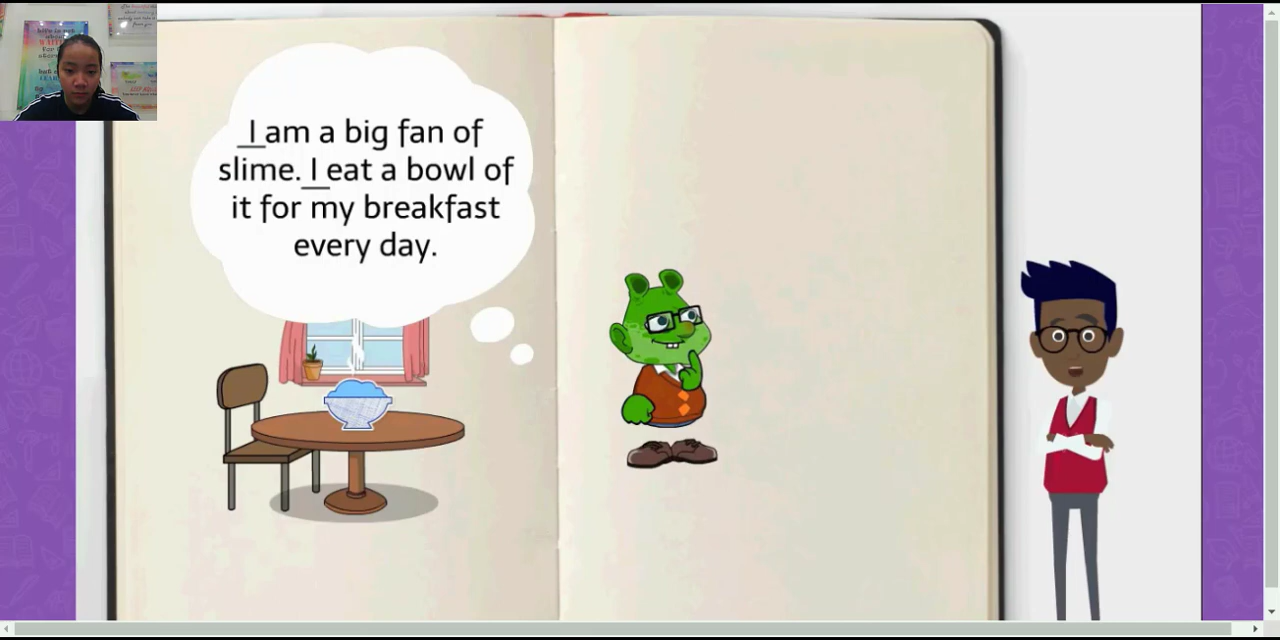 I am a big fan of
slime. I eat a bowl of
it for my breakfast
every day.